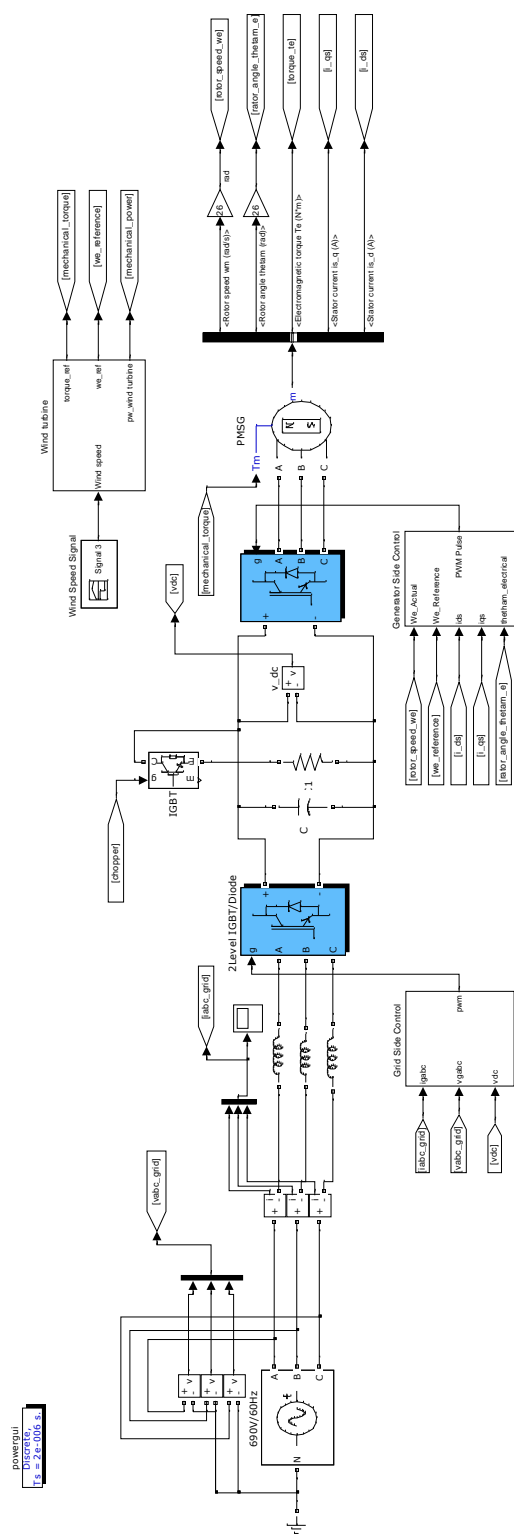 powergui
Discrete,
Ts = 2e-006 s.
N
690V/60Hz
A
B
C
+ v
-
+ v
-
+ v
-
[vabc_grid]
+ i
-
+ i
-
+ i
-
[iabc_grid]
2Level IGBT/Diode
g
A
B
C
+
-
[iabc_grid]
[vabc_grid]
[vdc]
Grid Side Control
igabc
vgabc
vdc
pwm
[chopper]
IGBT
g
C
m
E
C
+ v
-
v_dc
[vdc]
+
-
g
A
B
C
[mechanical_torque]
Tm
A
B
C
m
N
S
PMSG
[rotor_speed_we]
[we_reference]
[i_ds]
[i_qs]
[rator_angle_thetam_e]
Generator Side Control
We_Actual
We_Reference
ids
iqs
thetham_electrical
PWM Pulse
Wind Speed Signal
Signal 3
Wind turbine
Wind speed
torque_ref
we_ref
pw_wind turbine
[mechanical_torque]
[we_reference]
[mechanical_power]
<Rotor speed wm (rad/s)>
<Rotor angle thetam (rad)>
<Electromagnetic torque Te (N*m)>
<Stator current is_q (A)>
<Stator current is_d (A)>
26
26
rad
[rotor_speed_we]
[rator_angle_thetam_e]
[torque_te]
[i_qs]
[i_ds]